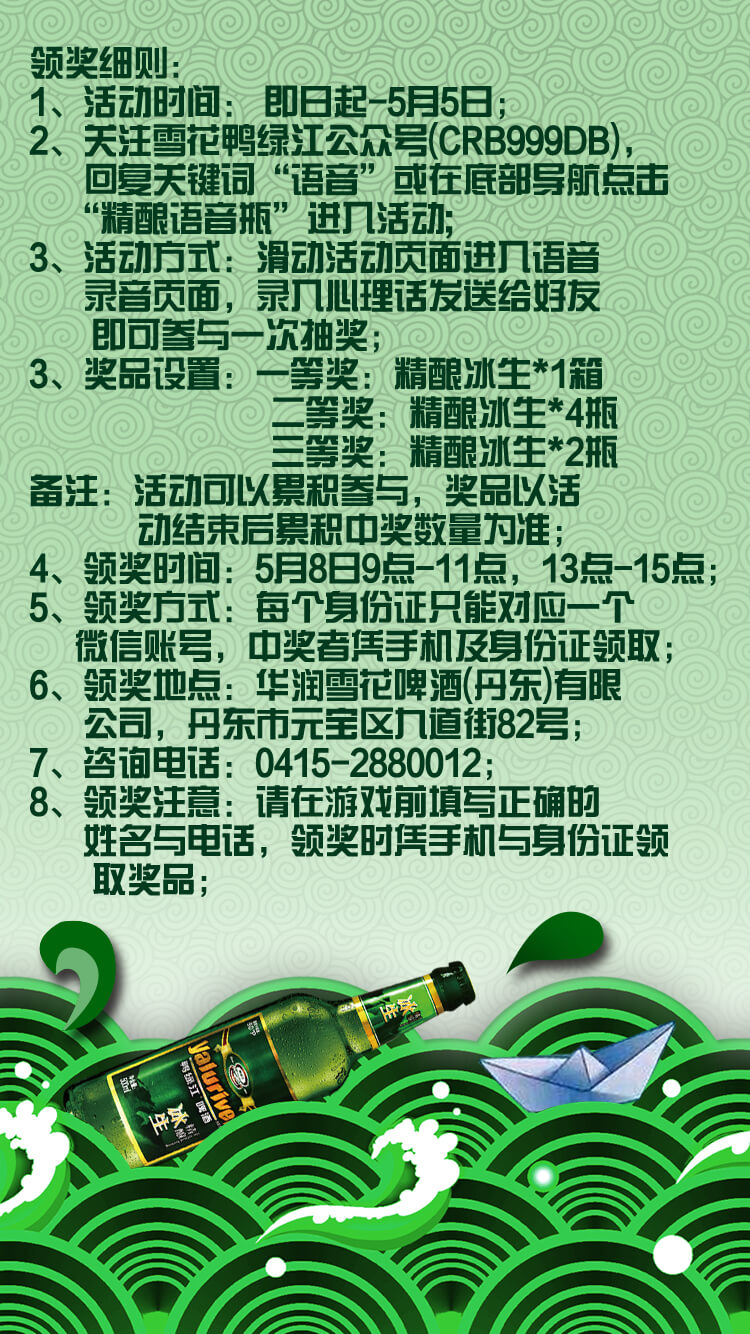 领奖细则：
1、活动时间： 即日起-5月5日；
2、关注雪花鸭绿江公众号(CRB999DB)，
回复关键词“语音”或在底部导航点击
“精酿语音瓶”进入活动;
3、活动方式：滑动活动页面进入语音
录音页面，录入心理话发送给好友
即可参与一次抽奖；
3、奖品设置：一等奖：精酿冰生*1箱
二等奖：精酿冰生*4瓶
三等奖：精酿冰生*2瓶
备注：活动可以累积参与，奖品以活
动结束后累积中奖数量为准；
4、领奖时间：5月8日9点-11点，13点-15点；
5、领奖方式：每个身份证只能对应一个
微信账号，中奖者凭手机及身份证领取；
6、领奖地点：华润雪花啤酒(丹东)有限
公司，丹东市元宝区九道街82号；
7、咨询电话：0415-2880012；
8、领奖注意：请在游戏前填写正确的
姓名与电话，领奖时凭手机与身份证领
取奖品；
冰生
yalurive
鸭绿江 啤酒
冰生
精酿